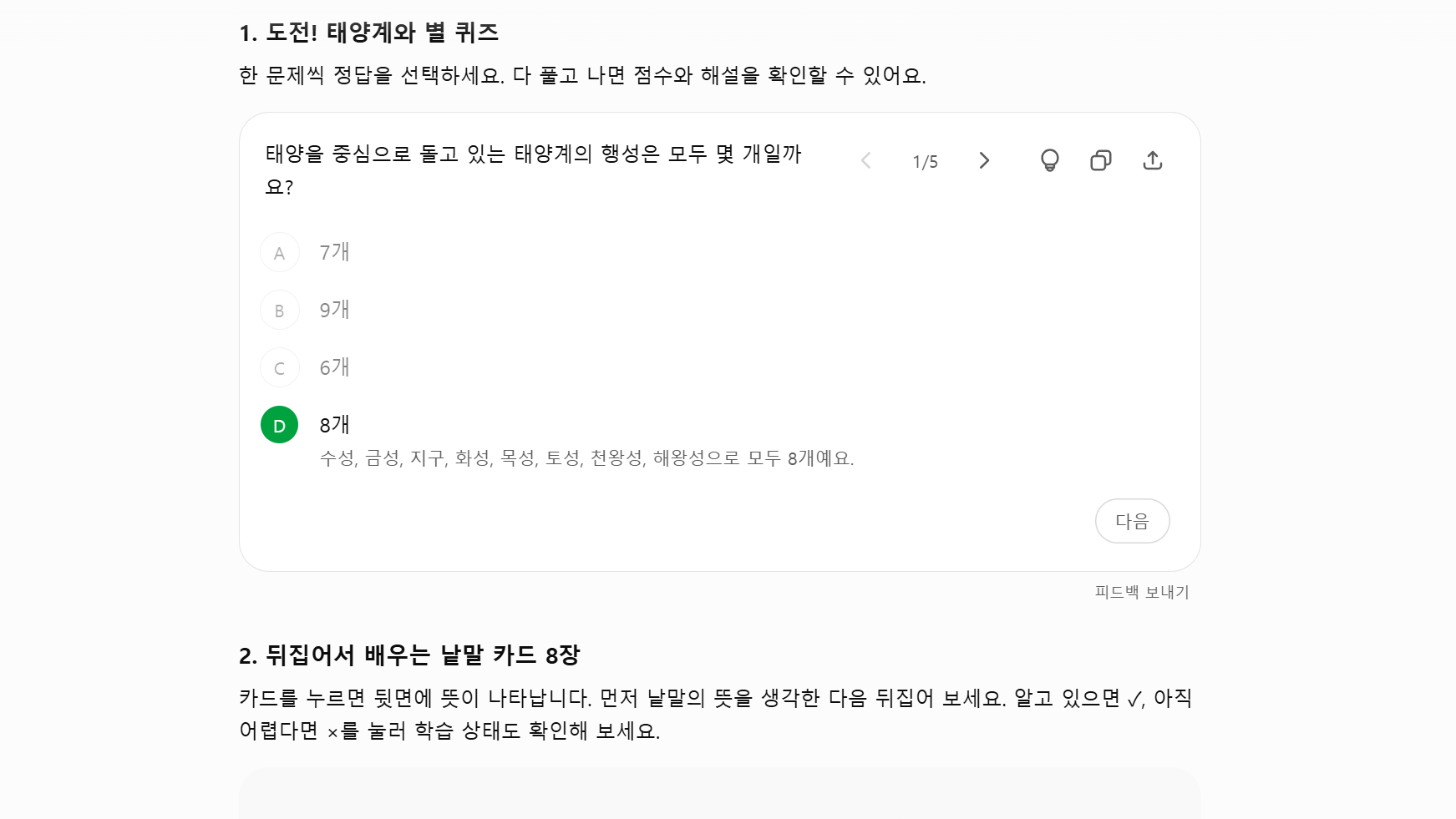 1. 도전! 태양계와 별 퀴즈
한 문제씩 정답을 선택하세요. 다 풀고 나면 점수와 해설을 확인할 수 있어요.
태양을 중심으로 돌고 있는 태양계의 행성은 모두 몇 개일까
요?
1/5
A 7개
B 9개
C 6개
D 8개
수성, 금성, 지구, 화성, 목성, 토성, 천왕성, 해왕성으로 모두 8개예요.
다음
피드백 보내기
2. 뒤집어서 배우는 낱말 카드 8장
카드를 누르면 뒷면에 뜻이 나타납니다. 먼저 낱말의 뜻을 생각한 다음 뒤집어 보세요. 알고 있으면 ✓, 아직
어렵다면 ×를 눌러 학습 상태도 확인해 보세요.